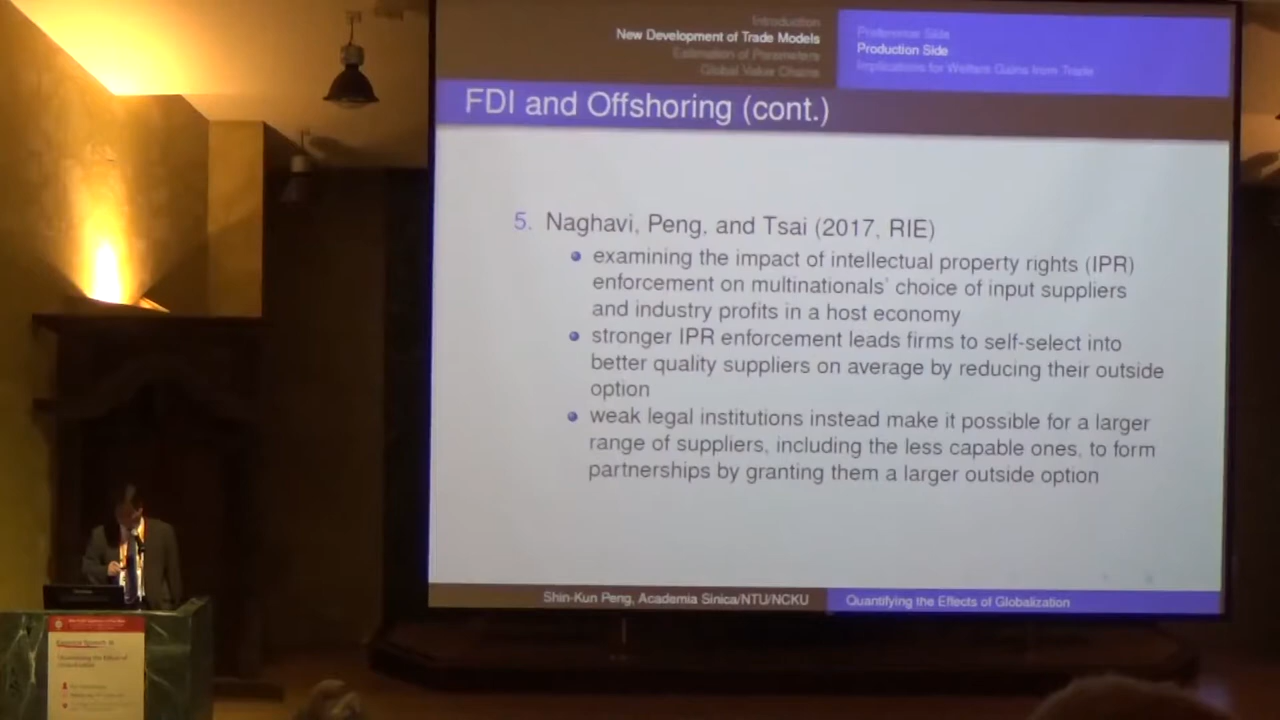 Introduction
New Development of Trade Models
Estimation of Parameters
Global Value Chains
Preference Side
Production Side
Implications for Welfare Gains from Trade
FDI and Offshoring (cont.)
5. Naghavi, Peng, and Tsai (2017, RIE)
examining the impact of intellectual property rights (IPR)
enforcement on multinationals' choice of input suppliers
and industry profits in a host economy
stronger IPR enforcement leads firms to self-select into
better quality suppliers on average by reducing their outside
option
weak legal institutions instead make it possible for a larger
range of suppliers, including the less capable ones, to form
partnerships by granting them a larger outside option
Shin-Kun Peng, Academia Sinica/NTU/NCKU
Quantifying the Effects of Globalization